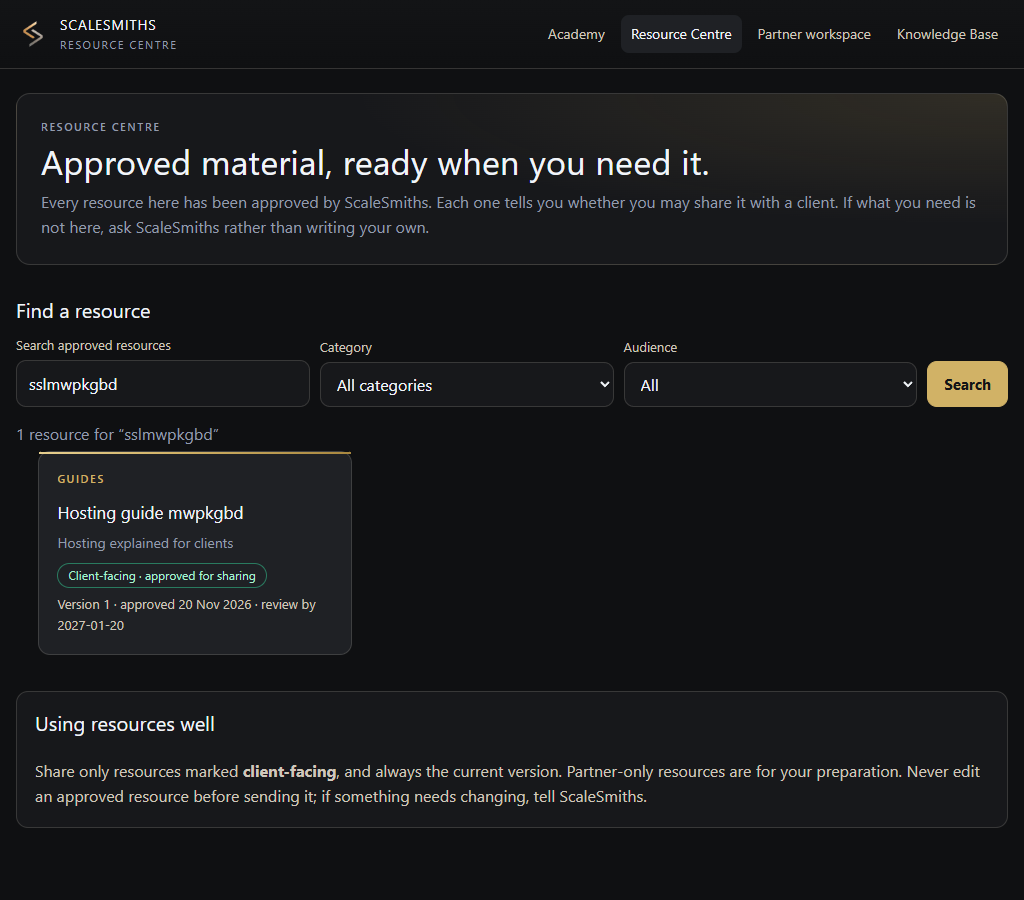 SCALESMITHS
RESOURCE CENTRE
Academy
Resource Centre
Partner workspace
Knowledge Base
RESOURCE CENTRE
Approved material, ready when you need it.
Every resource here has been approved by ScaleSmiths. Each one tells you whether you may share it with a client. If what you need is
not here, ask ScaleSmiths rather than writing your own.
Find a resource
Search approved resources
Category
Audience
sslmwpkgbd
All categories
All
Search
1 resource for “sslmwpkgbd”
GUIDES
Hosting guide mwpkgbd
Hosting explained for clients
Client-facing · approved for sharing
Version 1 · approved 20 Nov 2026 · review by
2027-01-20
Using resources well
Share only resources marked client-facing, and always the current version. Partner-only resources are for your preparation. Never edit
an approved resource before sending it; if something needs changing, tell ScaleSmiths.